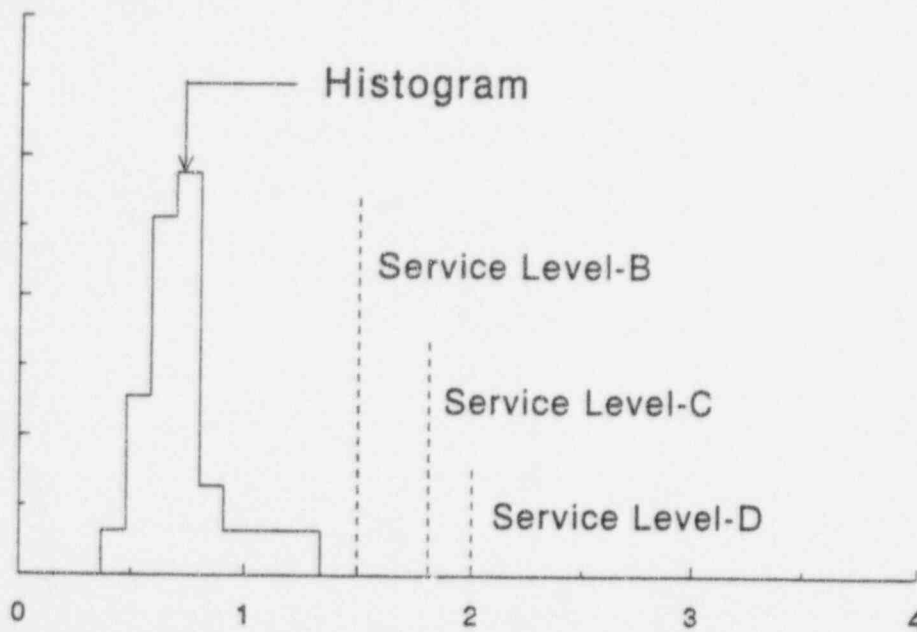 Histogram
Service Level-B
Service Level-C
Service Level-D
0 1 2 3 4